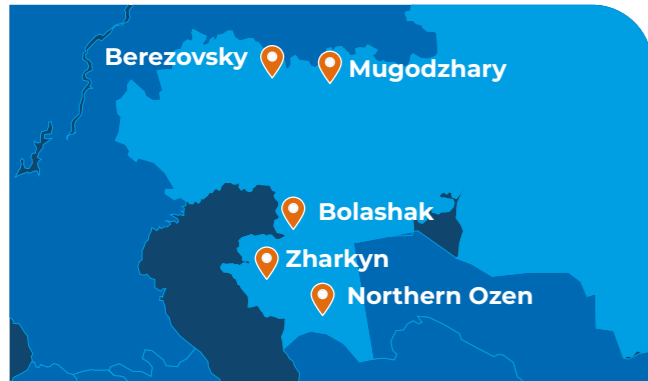 Berezovsky
Mugodzhary
Bolashak
Zharkyn
Northern Ozen